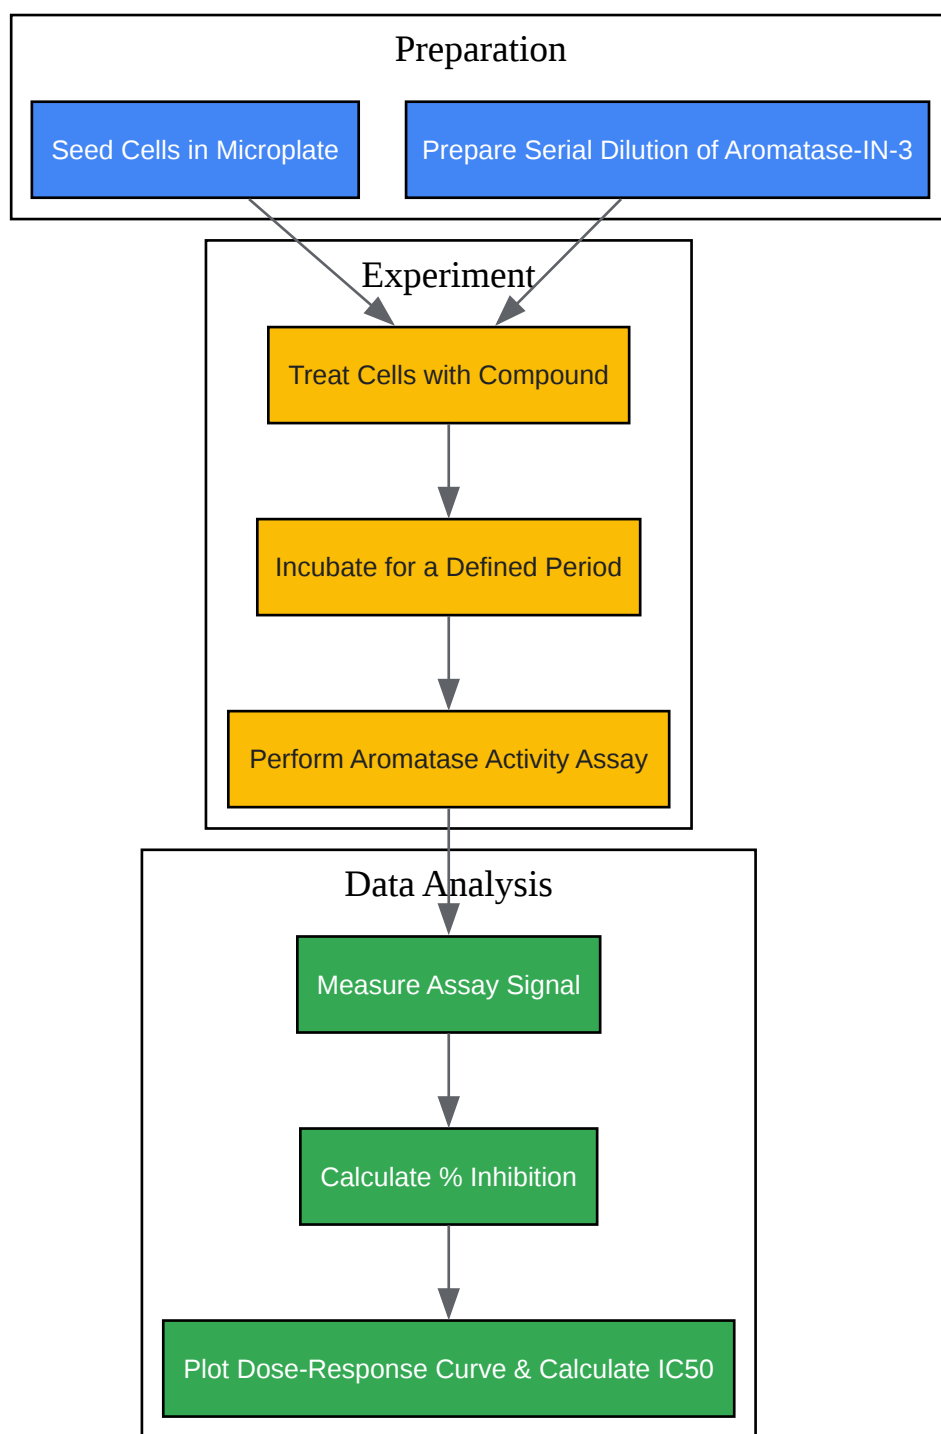 Preparation
Seed Cells in Microplate
Prepare Serial Dilution of Aromatase-IN-3
Experiment
Treat Cells with Compound
Incubate for a Defined Period
Perform Aromatase Activity Assay
Data Analysis
Measure Assay Signal
Calculate % Inhibition
Plot Dose-Response Curve & Calculate IC50